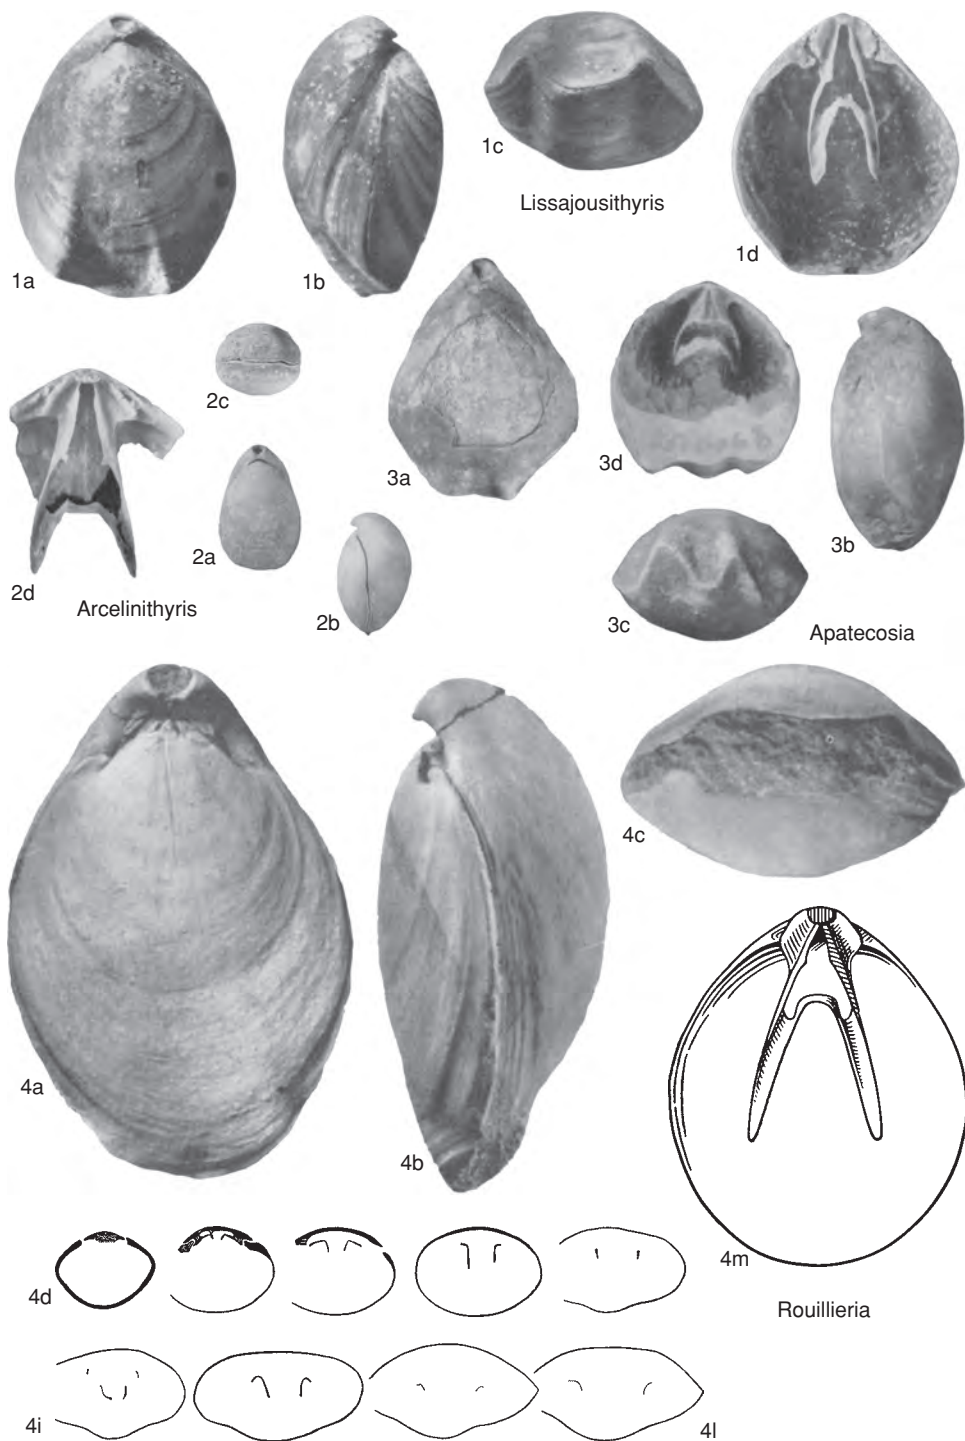 1a
1b
1c
Lissajousithyris
1d
2c
2d
2a
2b
Arcelinithyris
3a
3d
3b
3c
Apatecosia
4a
4b
4c
4m
Rouillieria
4d
4i
4l